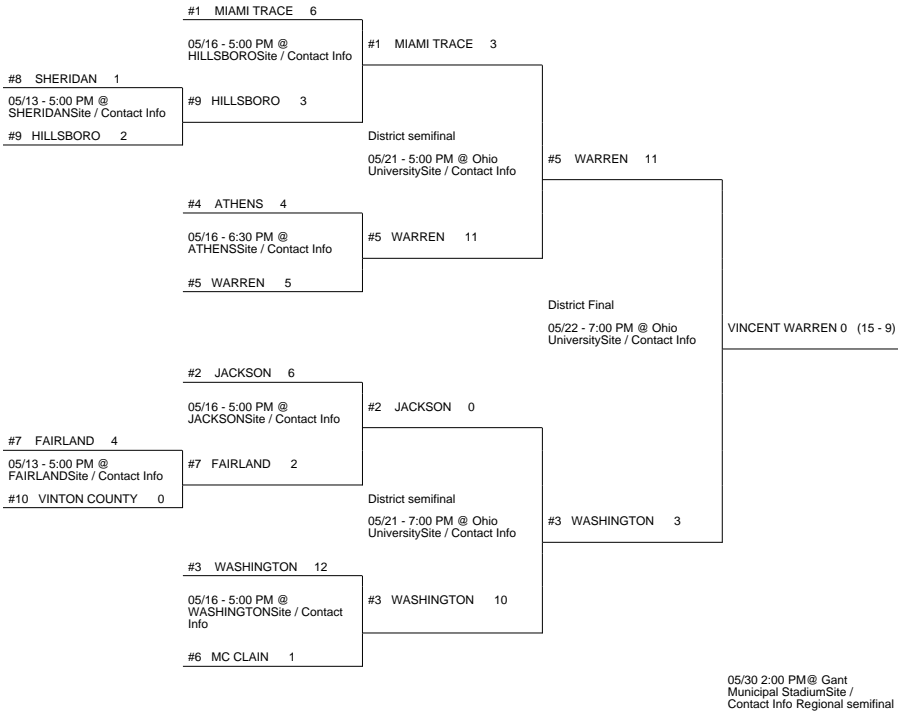 #1 MIAMI TRACE 6
05/16 - 5:00 PM @
HILLSBOROSite / Contact Info
#1 MIAMI TRACE 3
#8 SHERIDAN 1
05/13 - 5:00 PM @
SHERIDANSite / Contact Info
#9 HILLSBORO 2
#9 HILLSBORO 3
District semifinal
05/21 - 5:00 PM @ Ohio
UniversitySite / Contact Info
#5 WARREN 11
#4 ATHENS 4
05/16 - 6:30 PM @
ATHENSSite / Contact Info
#5 WARREN 5
#5 WARREN 11
District Final
05/22 - 7:00 PM @ Ohio
UniversitySite / Contact Info
VINCENT WARREN 0 (15 - 9)
#2 JACKSON 6
05/16 - 5:00 PM @
JACKSONSite / Contact Info
#2 JACKSON 0
#7 FAIRLAND 4
05/13 - 5:00 PM @
FAIRLANDSite / Contact Info
#10 VINTON COUNTY 0
#7 FAIRLAND 2
District semifinal
05/21 - 7:00 PM @ Ohio
UniversitySite / Contact Info
#3 WASHINGTON 3
#3 WASHINGTON 12
05/16 - 5:00 PM @
WASHINGTONSite / Contact
Info
#6 MC CLAIN 1
#3 WASHINGTON 10
05/30 2:00 PM@ Gant
Municipal StadiumSite /
Contact Info Regional semifinal